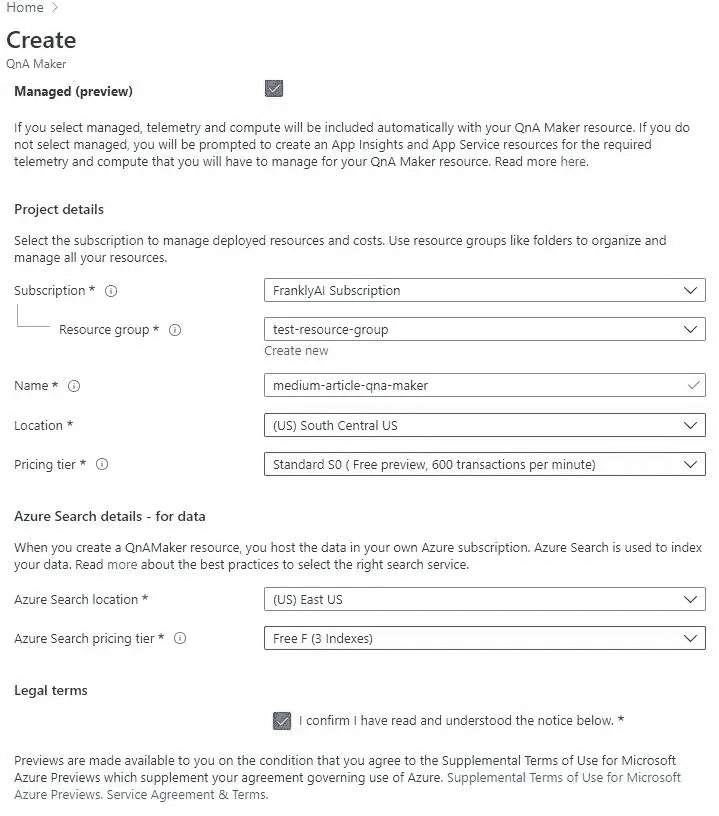 Home >
Create
QnA Maker
Managed (preview)
If you select managed, telemetry and compute will be included automatically with your QnA Maker resource. If you do
not select managed, you will be prompted to create an App Insights and App Service resources for the required
telemetry and compute that you will have to manage for your QnA Maker resource. Read more here.
Project details
Select the subscription to manage deployed resources and costs. Use resource groups like folders to organize and
manage all your resources.
Subscription * FranklyAI Subscription
Resource group * test-resource-group
Create new
Name * medium-article-qna-maker
Location * (US) South Central US
Pricing tier * Standard S0 ( Free preview, 600 transactions per minute)
Azure Search details - for data
When you create a QnAMaker resource, you host the data in your own Azure subscription. Azure Search is used to index
your data. Read more about the best practices to select the right search service.
Azure Search location * (US) East US
Azure Search pricing tier * Free F (3 Indexes)
Legal terms
I confirm I have read and understood the notice below. *
Previews are made available to you on the condition that you agree to the Supplemental Terms of Use for Microsoft
Azure Previews which supplement your agreement governing use of Azure. Supplemental Terms of Use for Microsoft
Azure Previews. Service Agreement & Terms.